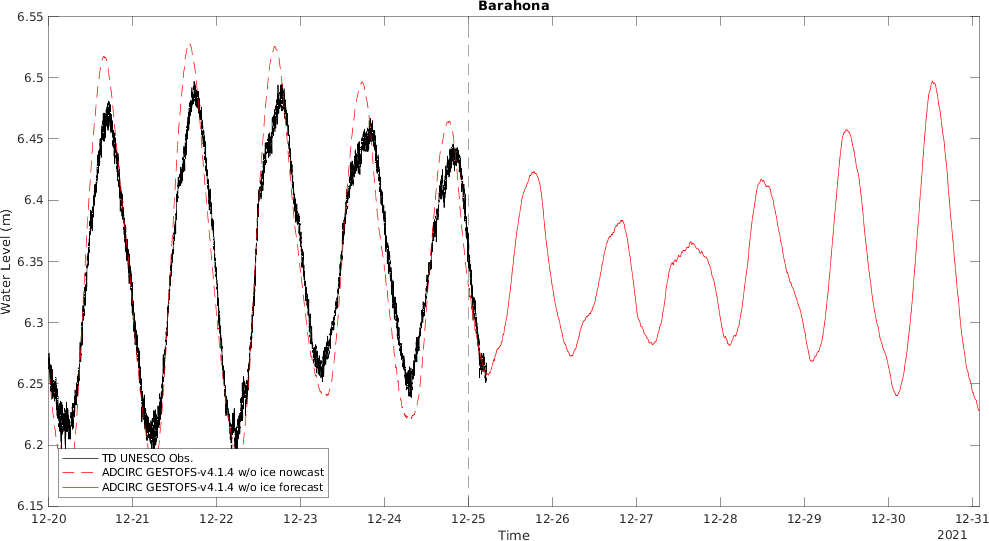 Barahona
6.55
6.5
6.45
6.4
6.35
6.3
6.25
6.2
6.15
Water Level (m)
TD UNESCO Obs.
ADCIRC GESTOFS-v4.1.4 w/o ice nowcast
ADCIRC GESTOFS-v4.1.4 w/o ice forecast
12-20 12-21 12-22 12-23 12-24 12-25 12-26 12-27 12-28 12-29 12-30 12-31
Time
2021